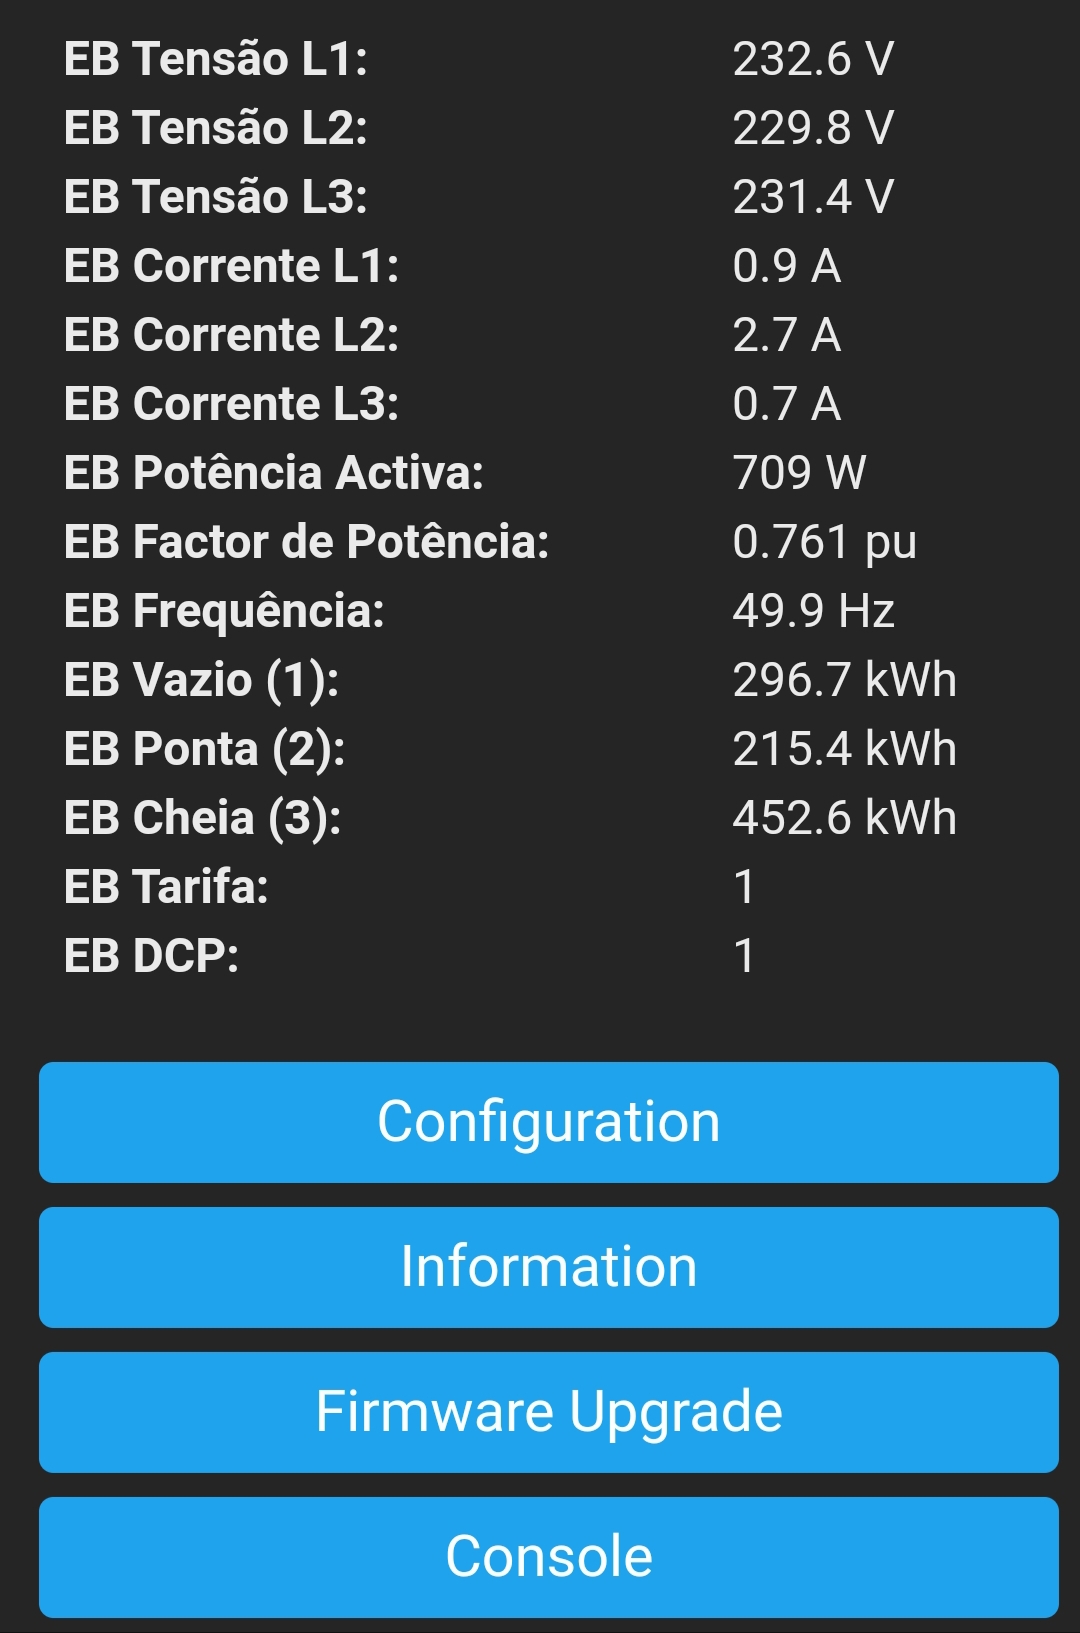 EB Tensão L1: 232.6 V
EB Tensão L2: 229.8 V
EB Tensão L3: 231.4 V
EB Corrente L1: 0.9 A
EB Corrente L2: 2.7 A
EB Corrente L3: 0.7 A
EB Potência Activa: 709 W
EB Factor de Potência: 0.761 pu
EB Frequência: 49.9 Hz
EB Vazio (1): 296.7 kWh
EB Ponta (2): 215.4 kWh
EB Cheia (3): 452.6 kWh
EB Tarifa: 1
EB DCP: 1
Configuration
Information
Firmware Upgrade
Console